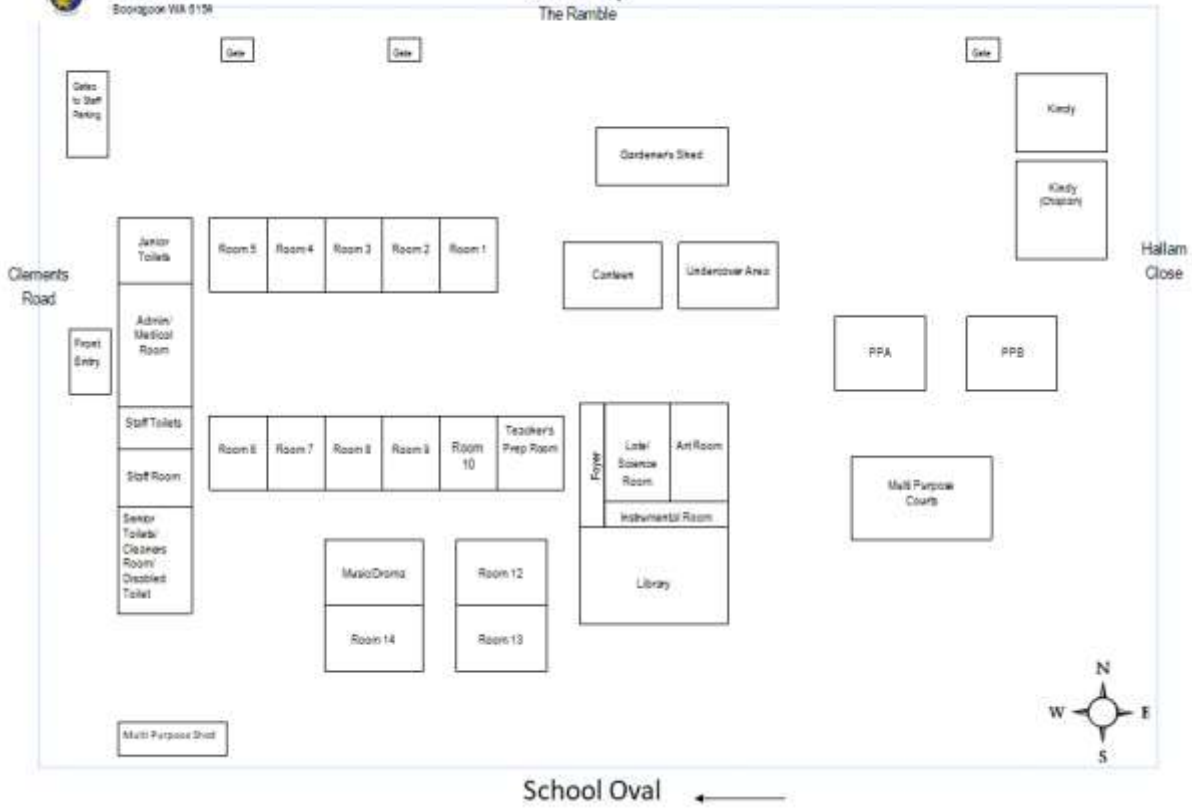 Booragoon WA 6154
The Ramble
Gate
Gate
Gate
Gates
to Staff
Parking
Kindy
Gardener's Shed
Kindy
(Chaplain)
Junior
Toilets
Room 5
Room 4
Room 3
Room 2
Room 1
Canteen
Undercover Area
Hallam
Close
Clements
Road
Admin/
Medical
Room
Front
Entry
PPA
PPB
Staff Toilets
Room 6
Room 7
Room 8
Room 9
Room
10
Teacher's
Prep Room
Foyer
Lote/
Science
Room
Art Room
Staff Room
Multi Purpose
Courts
Instrumental Room
Senior
Toilets/
Cleaners
Room/
Disabled
Toilet
Music/Drama
Room 12
Library
Room 14
Room 13
N
W
E
S
Multi Purpose Shed
School Oval